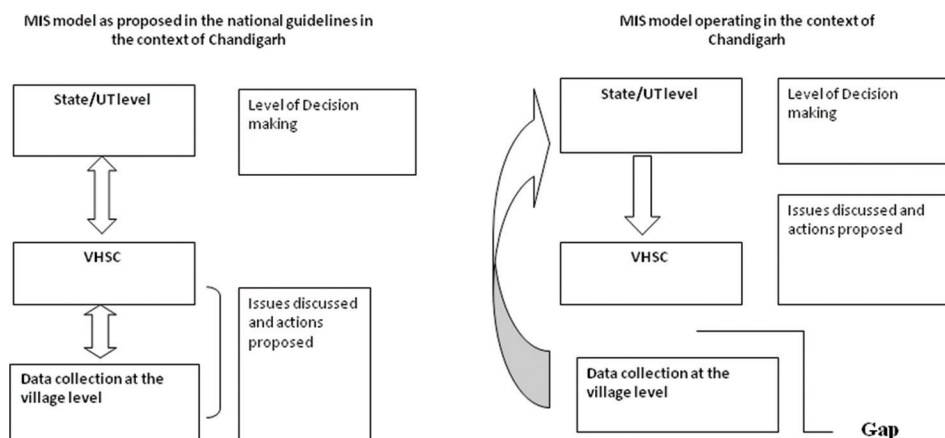 MIS model as proposed in the national guidelines in
the context of Chandigarh
State/UT level
Level of Decision
making
VHSC
Issues discussed
and actions
proposed
Data collection at the
village level
MIS model operating in the context of
Chandigarh
State/UT level
Level of Decision
making
Issues discussed and
actions proposed
VHSC
Data collection at the
village level
Gap